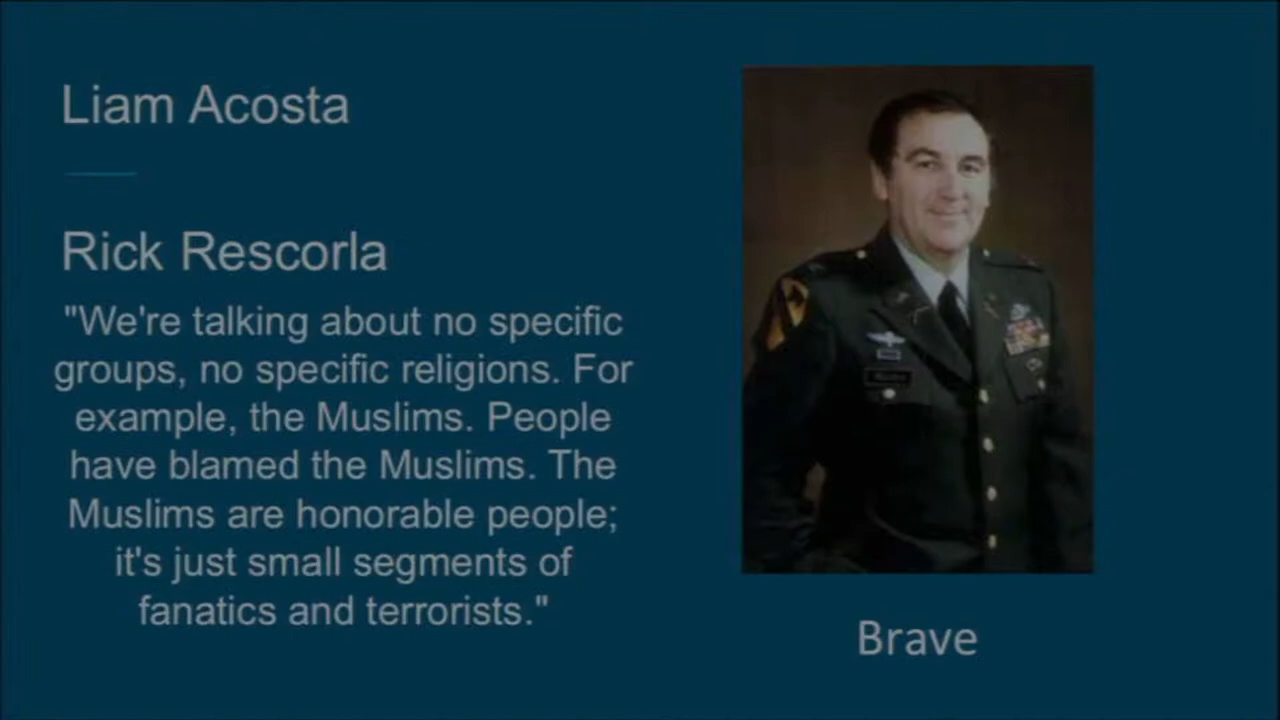 Liam Acosta
Rick Rescorla
"We're talking about no specific
groups, no specific religions. For
example, the Muslims. People
have blamed the Muslims. The
Muslims are honorable people;
it's just small segments of
fanatics and terrorists."
Brave